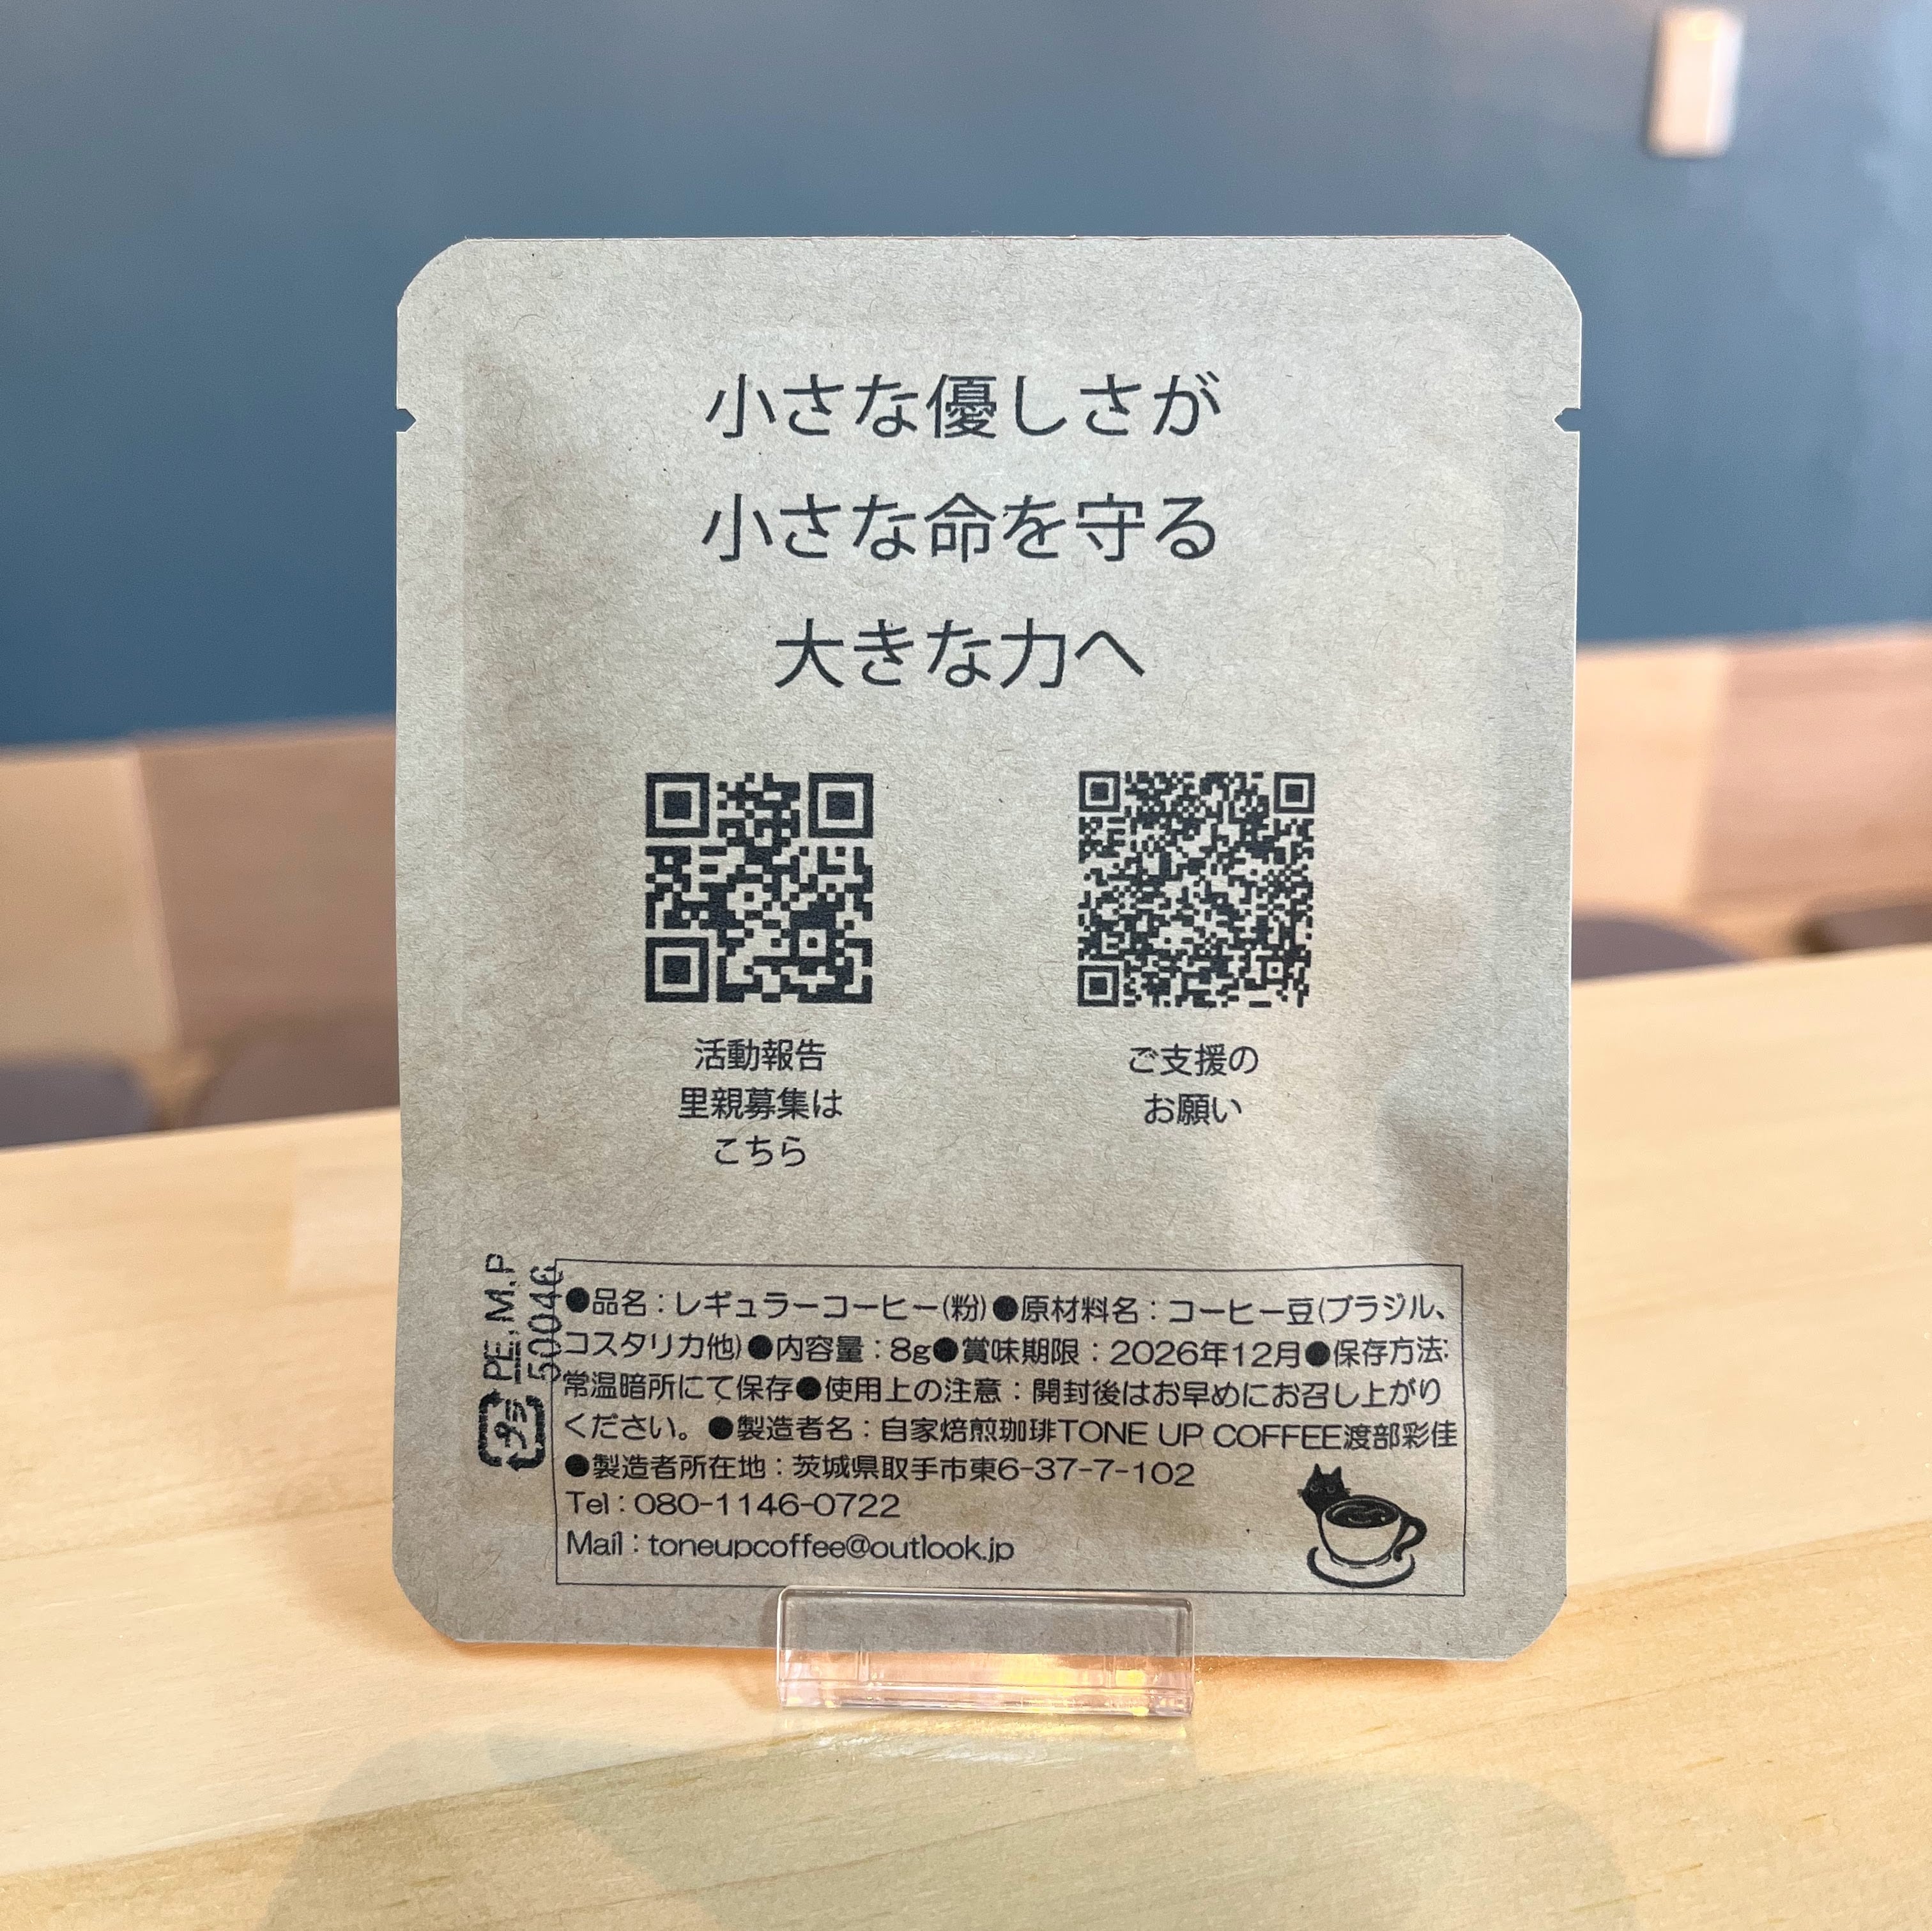 小さな優しさが
小さな命を守る
大きな力へ
活動報告
里親募集は
こちら
ご支援の
お願い
PE.M.P
50046
プラ
●品名：レギュラーコーヒー(粉)●原材料名：コーヒー豆(ブラジル、
コスタリカ他)●内容量：8g●賞味期限：2026年12月●保存方法:
常温暗所にて保存●使用上の注意：開封後はお早めにお召し上がり
ください。●製造者名：自家焙煎珈琲TONE UP COFFEE渡部彩佳
●製造者所在地：茨城県取手市東6-37-7-102
Tel：080-1146-0722
Mail：toneupcoffee@outlook.jp